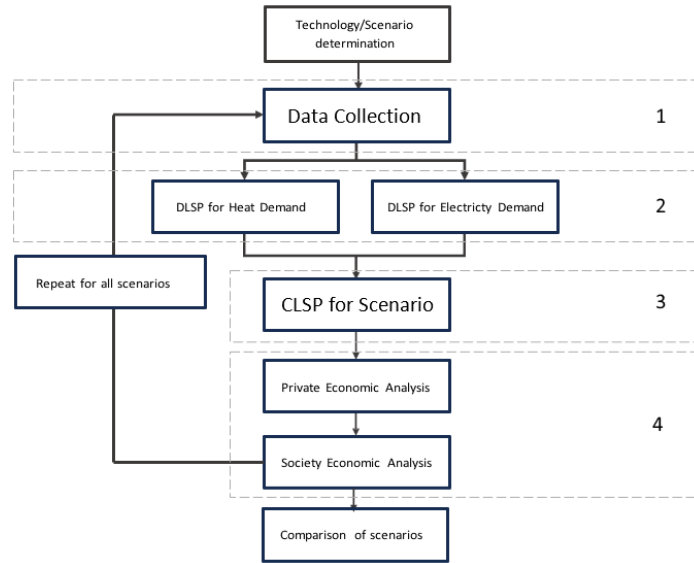 Technology/Scenario
determination
Data Collection
1
DLSP for Heat Demand
DLSP for Electricty Demand
2
Repeat for all scenarios
CLSP for Scenario
3
Private Economic Analysis
4
Society Economic Analysis
Comparison of scenarios